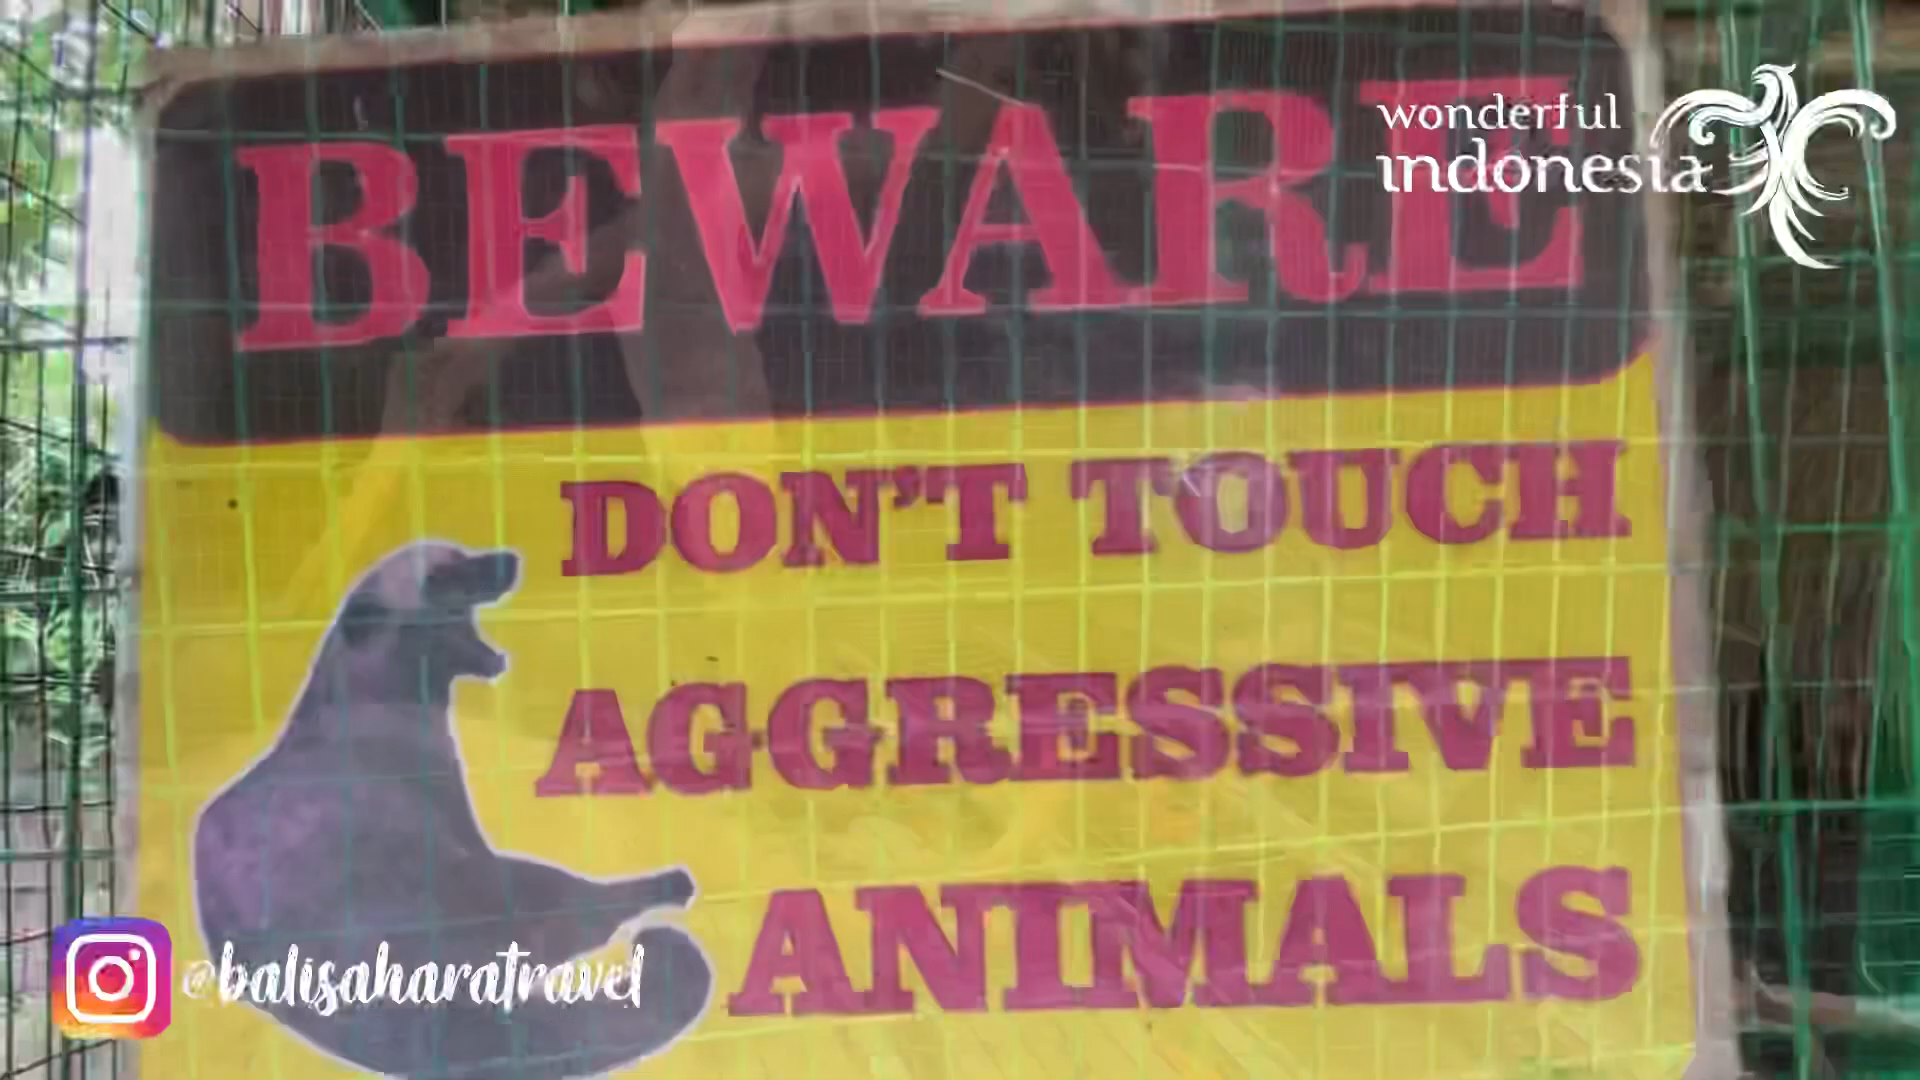 BEWARE
wonderful
indonesia
DON'T TOUCH
AGGRESSIVE
ANIMALS
@balisaharatravel